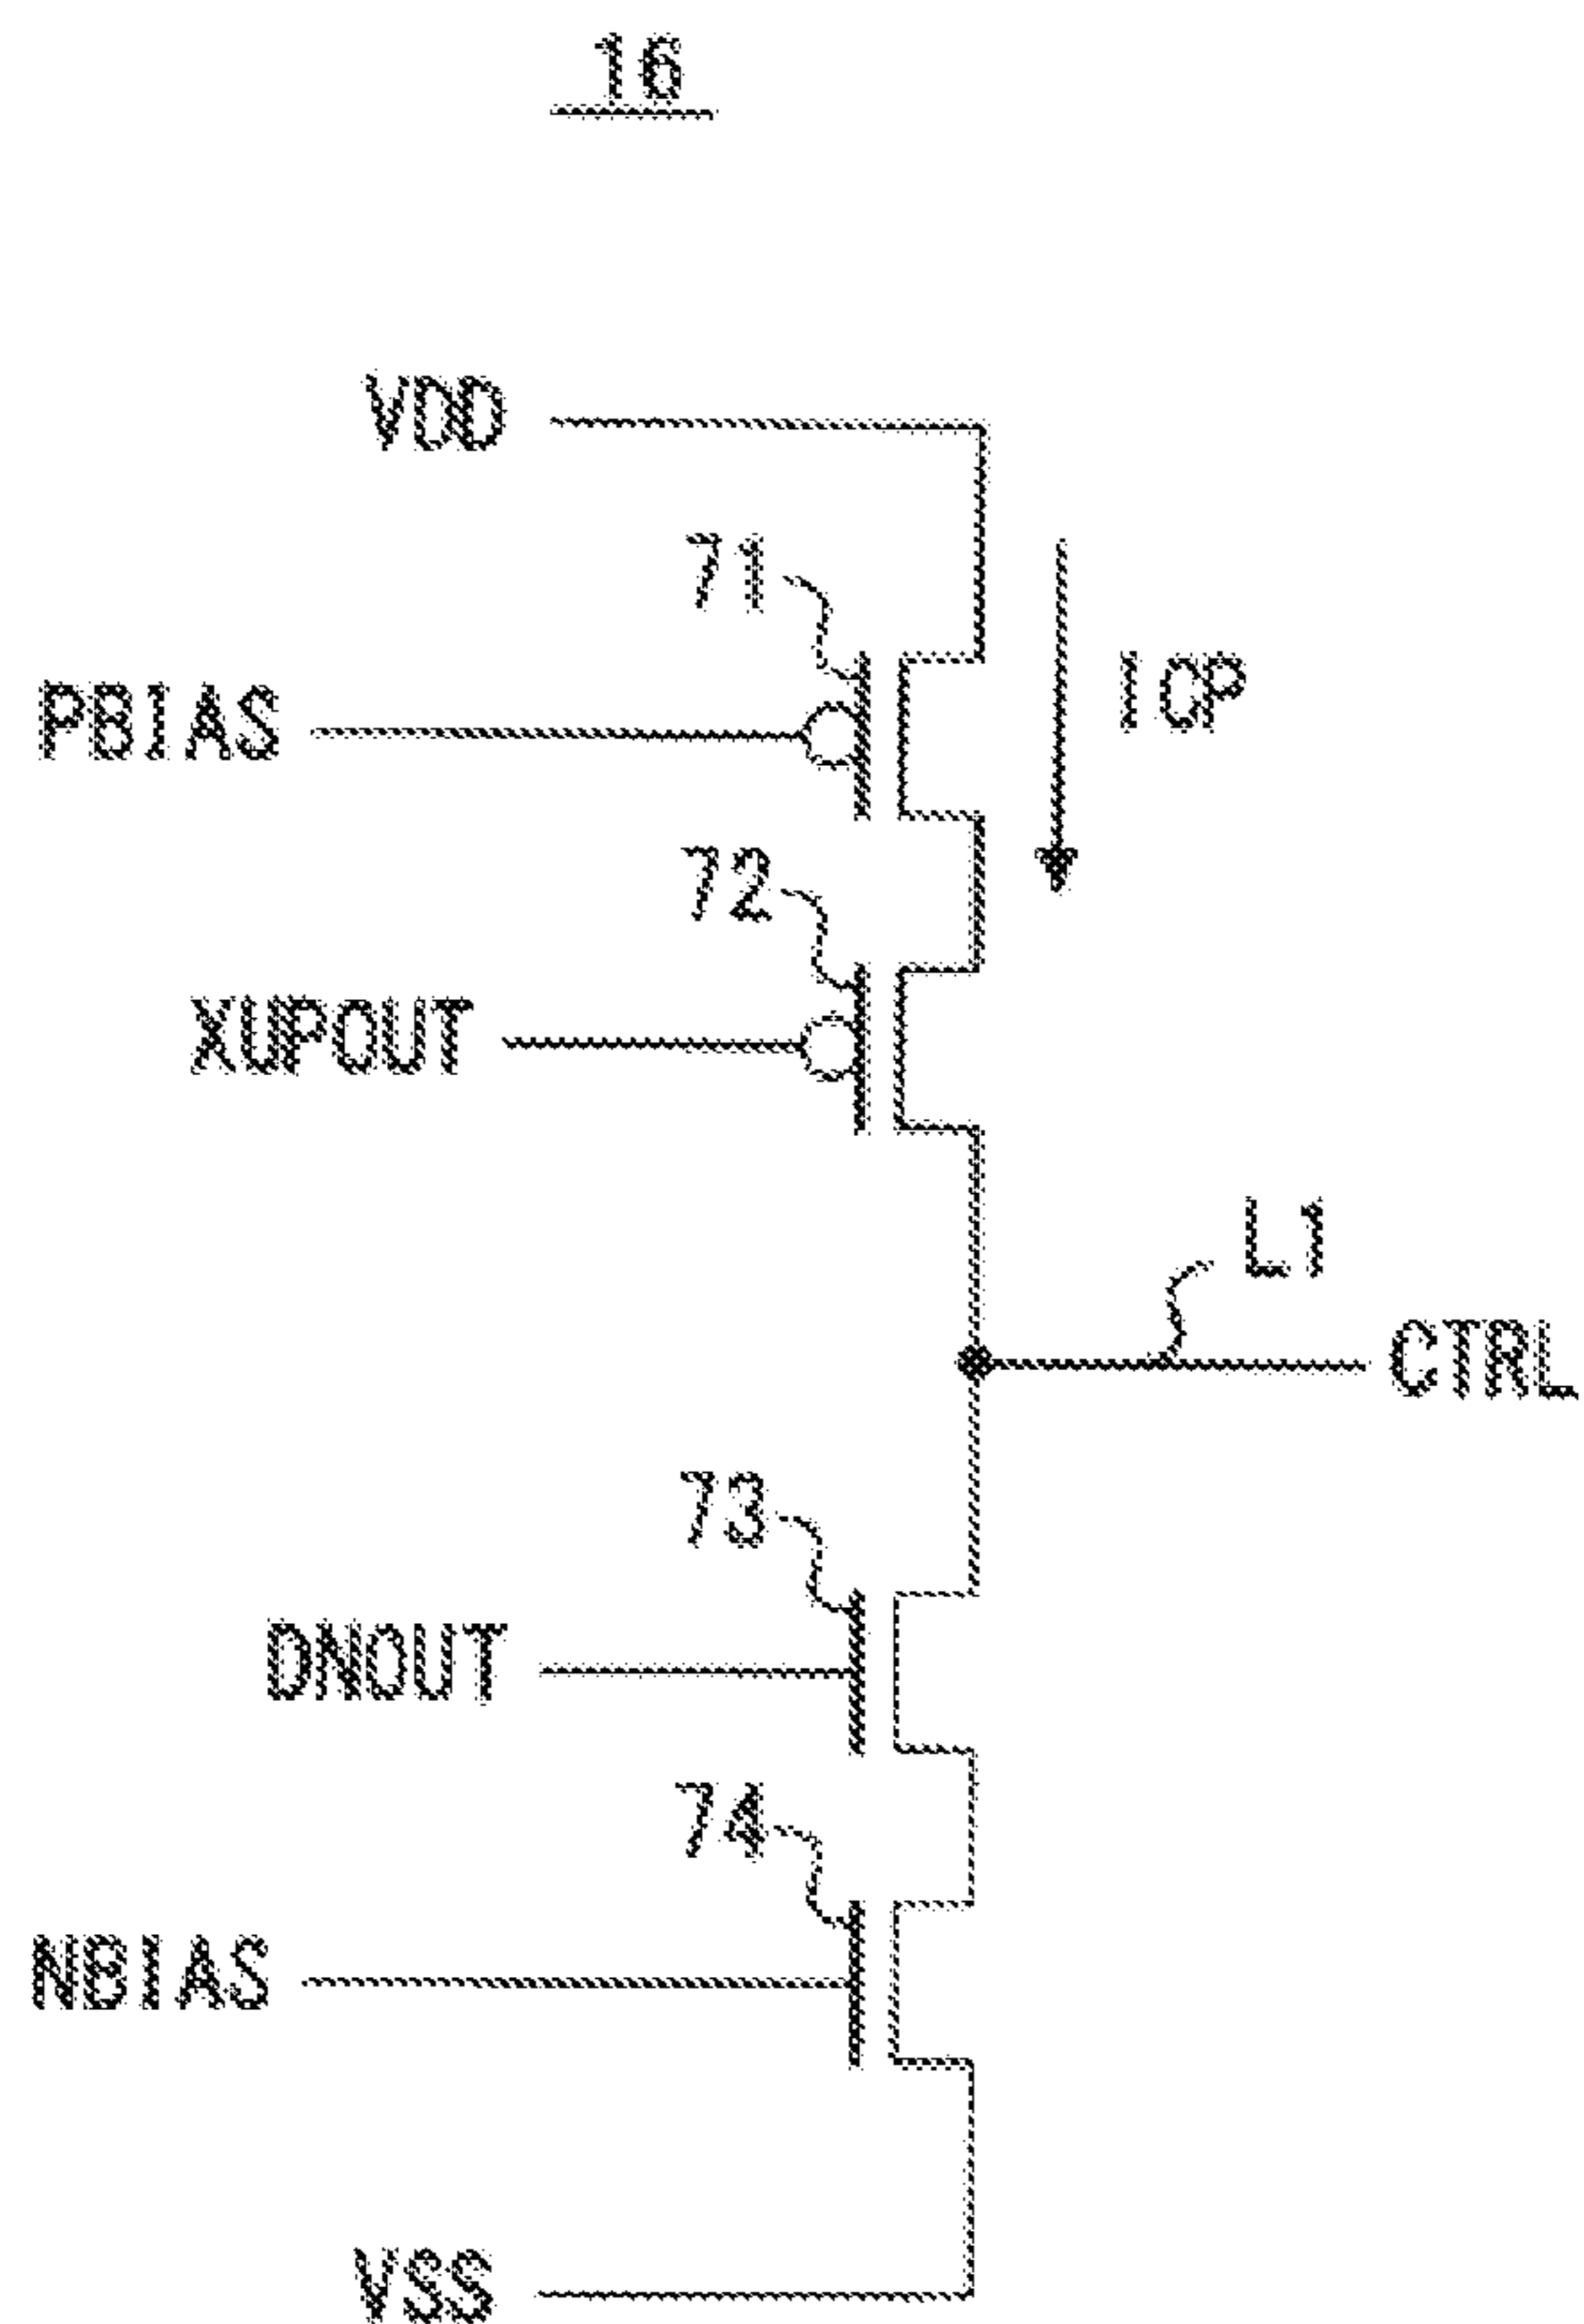 16
VDD
71
PBIAS
ICP
72
XUPOUT
L1
CTRL
73
DNOUT
74
NBIAS
VSS